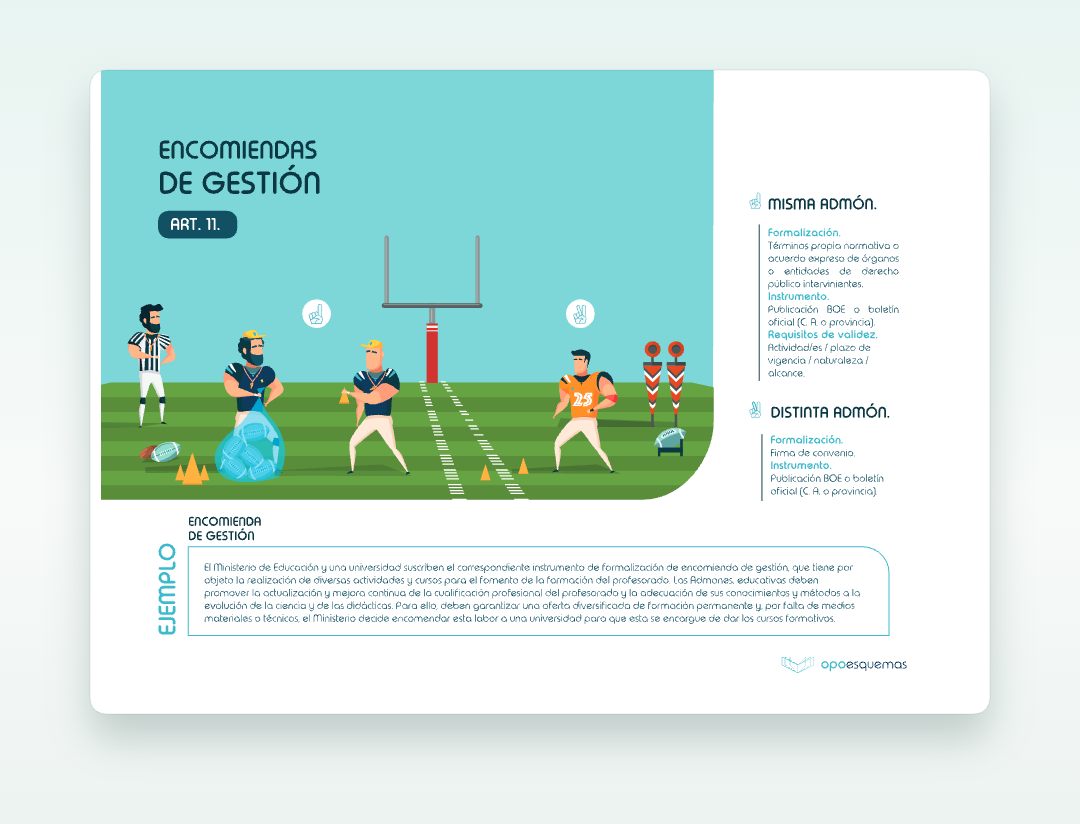 ENCOMIENDAS
DE GESTIÓN
ART. 11.
25
MISMA ADMÓN.
Formalización.
Términos propia normativa o
acuerdo expreso de órganos
o entidades de derecho
público intervinientes.
Instrumento.
Publicación BOE o boletín
oficial (C. A. o provincia).
Requisitos de validez.
Actividad/es / plazo de
vigencia / naturaleza /
alcance.
DISTINTA ADMÓN.
Formalización.
Firma de convenio.
Instrumento.
Publicación BOE o boletín
oficial (C. A. o provincia).
EJEMPLO
ENCOMIENDA
DE GESTIÓN
El Ministerio de Educación y una universidad suscriben el correspondiente instrumento de formalización de encomienda de gestión, que tiene por
objeto la realización de diversas actividades y cursos para el fomento de la formación del profesorado. Las Admones. educativas deben
promover la actualización y mejora continua de la cualificación profesional del profesorado y la adecuación de sus conocimientos y métodos a la
evolución de la ciencia y de las didácticas. Para ello, deben garantizar una oferta diversificada de formación permanente y, por falta de medios
materiales o técnicos, el Ministerio decide encomendar esta labor a una universidad para que esta se encargue de dar los cursos formativos.
opoesquemas